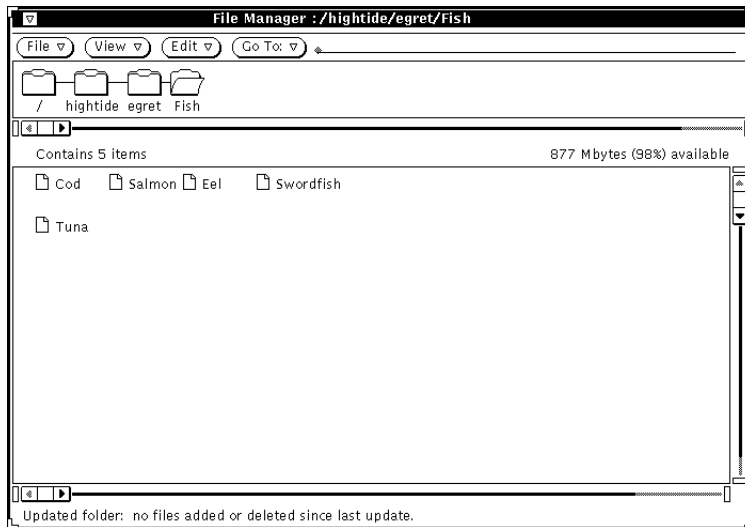 File Manager : /hightide/egret/Fish
File View Edit Go To:
/ hightide egret Fish
Contains 5 items 877 Mbytes (98%) available
Cod Salmon Eel Swordfish
Tuna
Updated folder: no files added or deleted since last update.